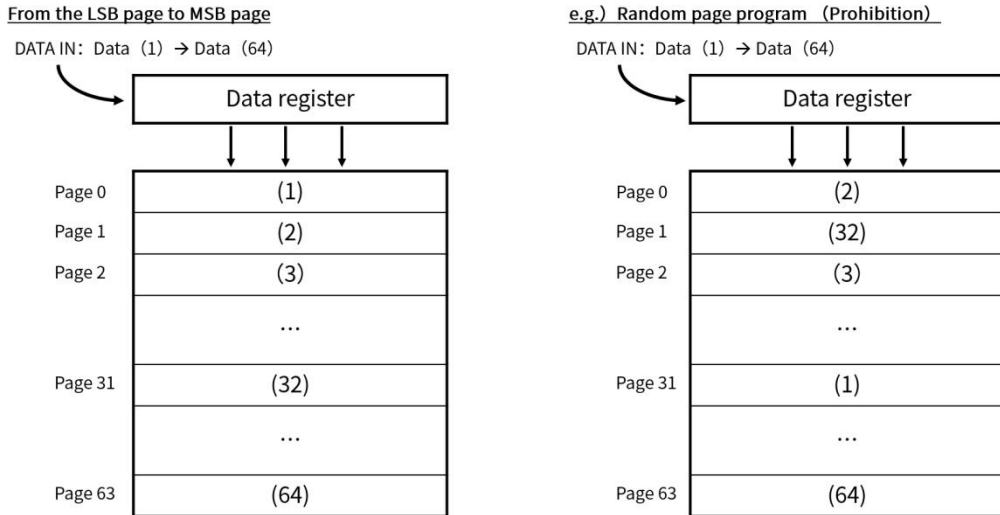 From the LSB page to MSB page
DATA IN: Data （1） → Data （64）
Data register
Page 0 (1)
Page 1 (2)
Page 2 (3)
...
Page 31 (32)
...
Page 63 (64)
e.g.） Random page program （Prohibition）
DATA IN: Data （1） → Data （64）
Data register
Page 0 (2)
Page 1 (32)
Page 2 (3)
...
Page 31 (1)
...
Page 63 (64)